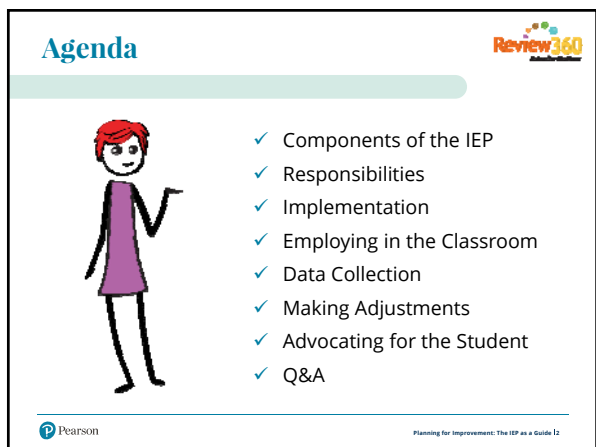 Agenda
Review360
✓ Components of the IEP
✓ Responsibilities
✓ Implementation
✓ Employing in the Classroom
✓ Data Collection
✓ Making Adjustments
✓ Advocating for the Student
✓ Q&A
Pearson
Planning for Improvement: The IEP as a Guide | 2